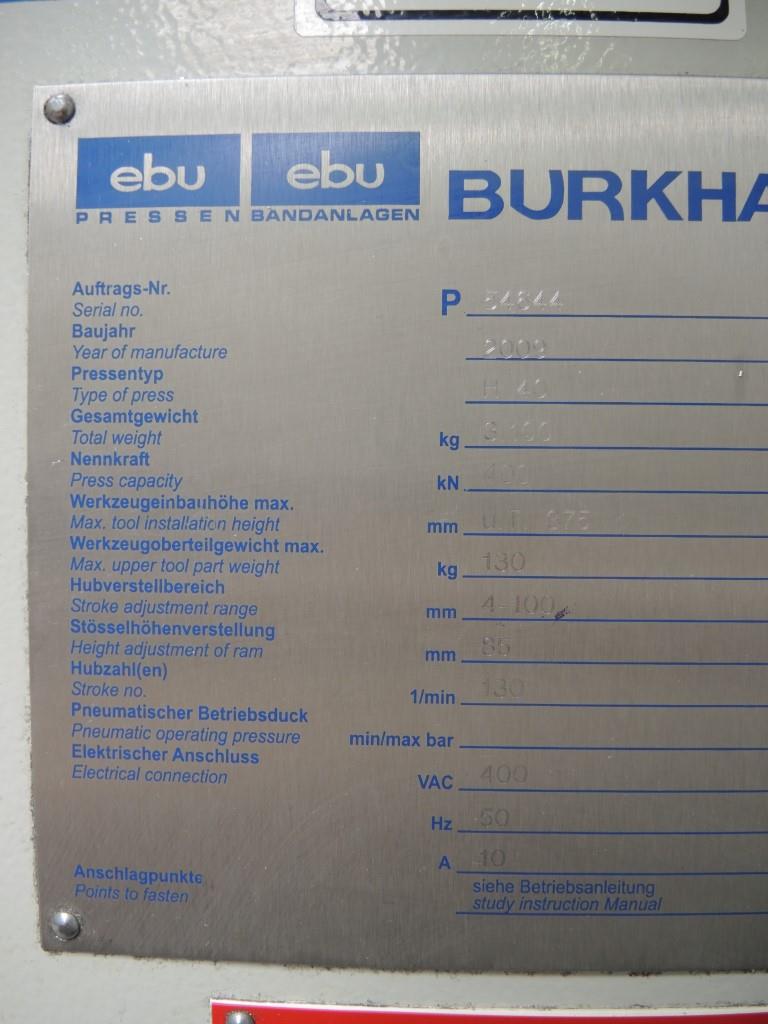 ebu ebu BURKHA
PRESSEN BANDANLAGEN
Auftrags-Nr. P 54644
Serial no.
Baujahr
Year of manufacture 2009
Pressentyp
Type of press H 40
Gesamtgewicht
Total weight kg
Nennkraft
Press capacity kN 400
Werkzeugeinbauhöhe max.
Max. tool installation height mm
Werkzeugoberteilgewicht max.
Max. upper tool part weight kg 130
Hubverstellbereich
Stroke adjustment range mm 4-100
Stösselhöhenverstellung
Height adjustment of ram mm
Hubzahl(en)
Stroke no. 1/min 130
Pneumatischer Betriebsduck
Pneumatic operating pressure min/max bar
Elektrischer Anschluss
Electrical connection VAC 400
Hz 50
A 10
Anschlagpunkte siehe Betriebsanleitung
Points to fasten study instruction Manual